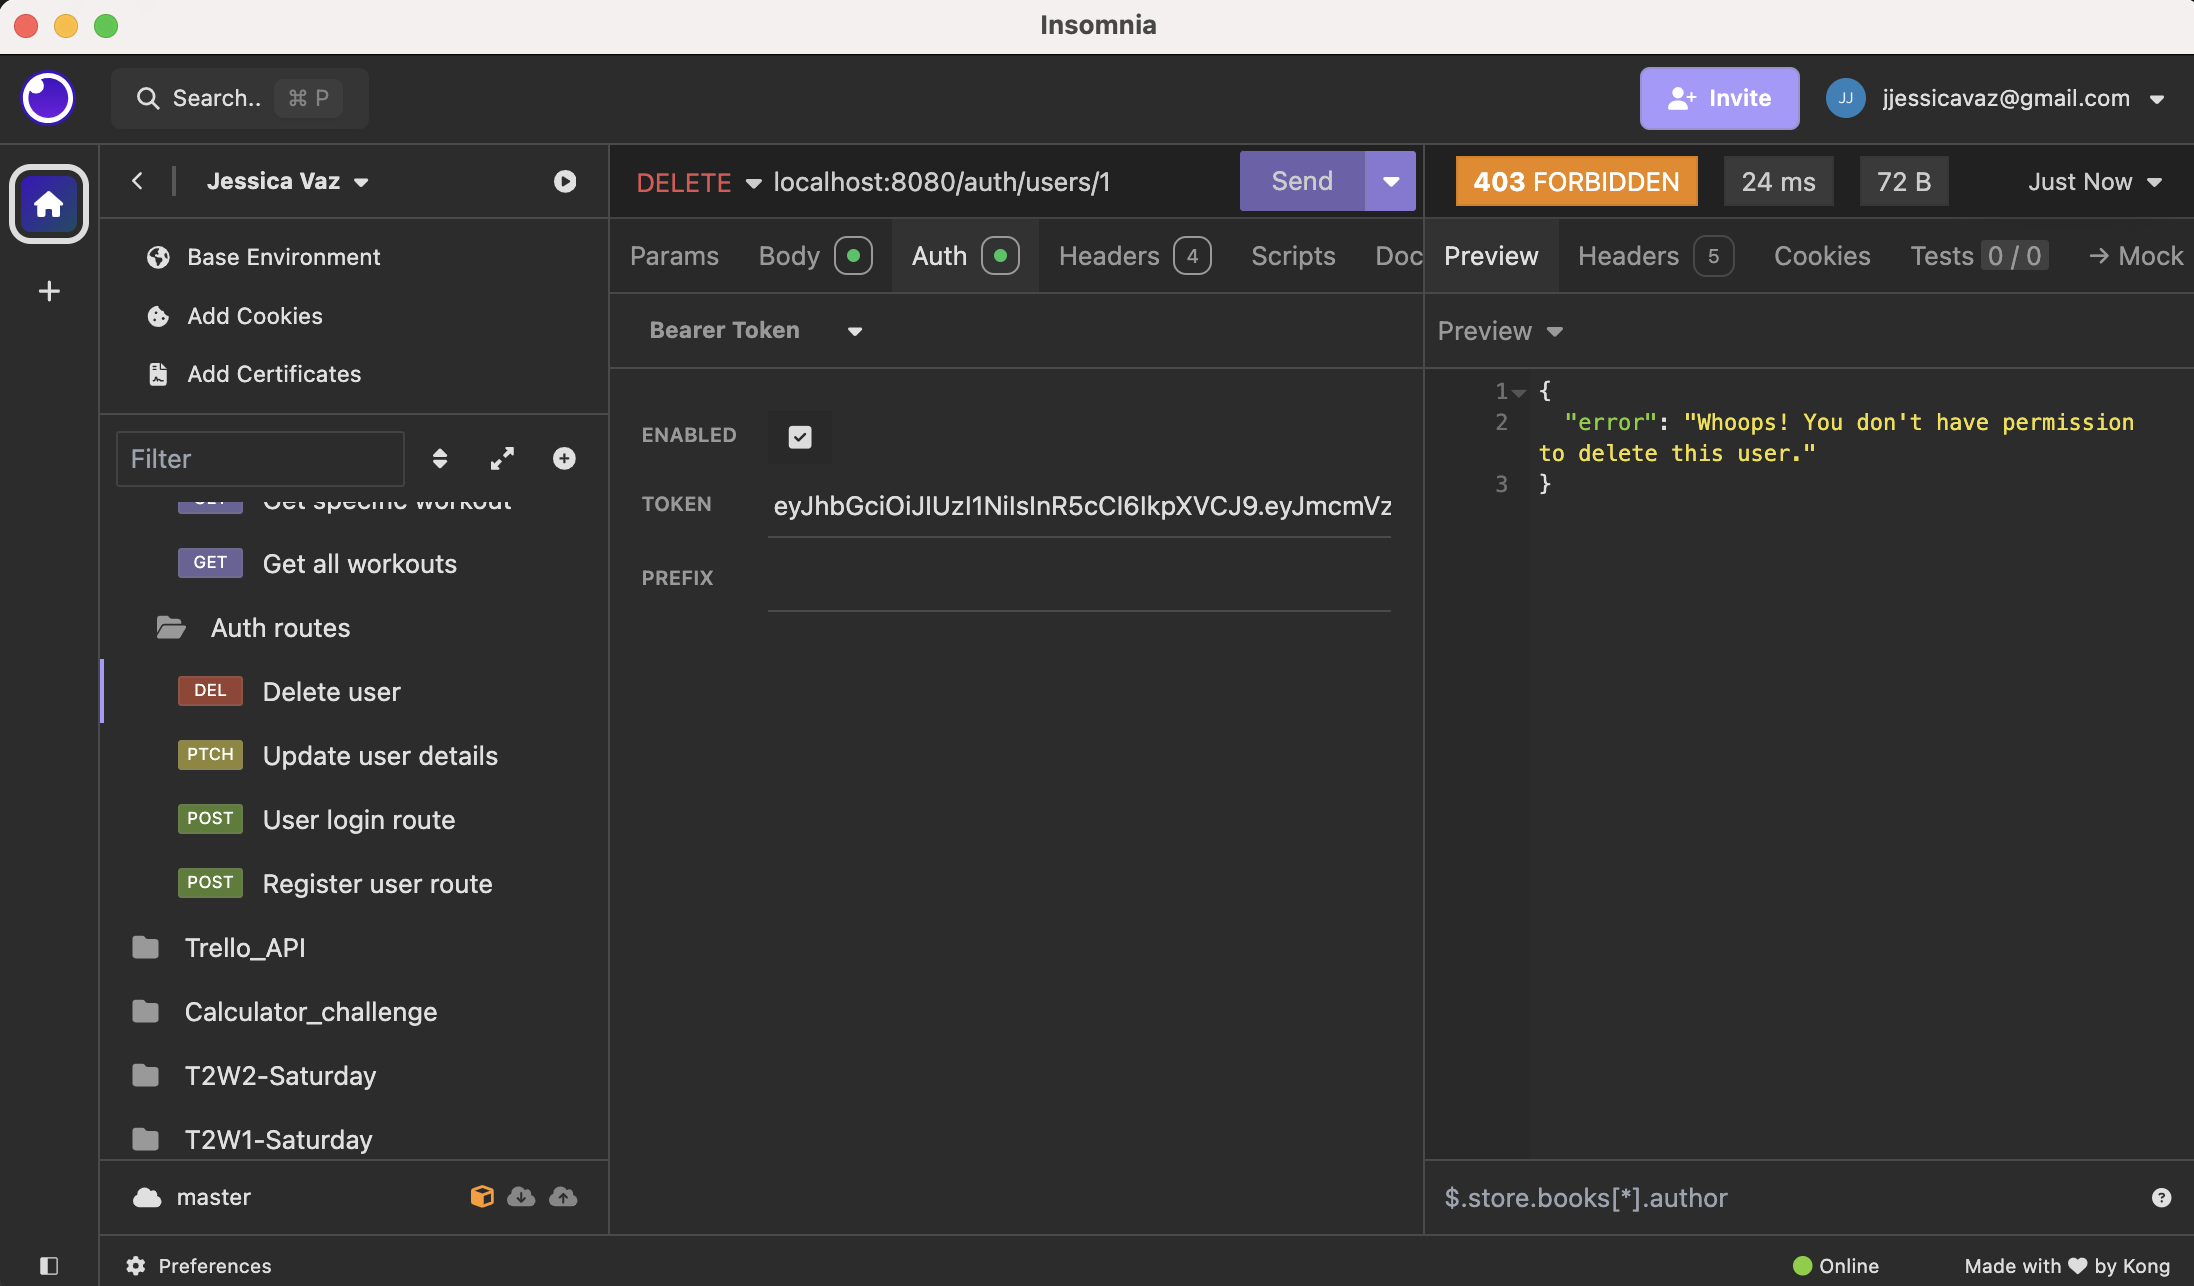 Insomnia
Search.. ⌘ P
Invite
JJ
jjessicavaz@gmail.com
Jessica Vaz
Base Environment
Add Cookies
Add Certificates
Filter
GET Get specific workout
GET Get all workouts
Auth routes
DEL Delete user
PTCH Update user details
POST User login route
POST Register user route
Trello_API
Calculator_challenge
T2W2-Saturday
T2W1-Saturday
master
Preferences
DELETE localhost:8080/auth/users/1
Send
Params Body Auth Headers 4 Scripts Doc
Bearer Token
ENABLED
TOKEN eyJhbGciOiJIUzI1NiIsInR5cCI6IkpXVCJ9.eyJmcmVz
PREFIX
403 FORBIDDEN 24 ms 72 B Just Now
Preview Headers 5 Cookies Tests 0 / 0 → Mock
Preview
1 {
2 "error": "Whoops! You don't have permission
to delete this user."
3 }
$.store.books[*].author
?
Online
Made with ❤ by Kong